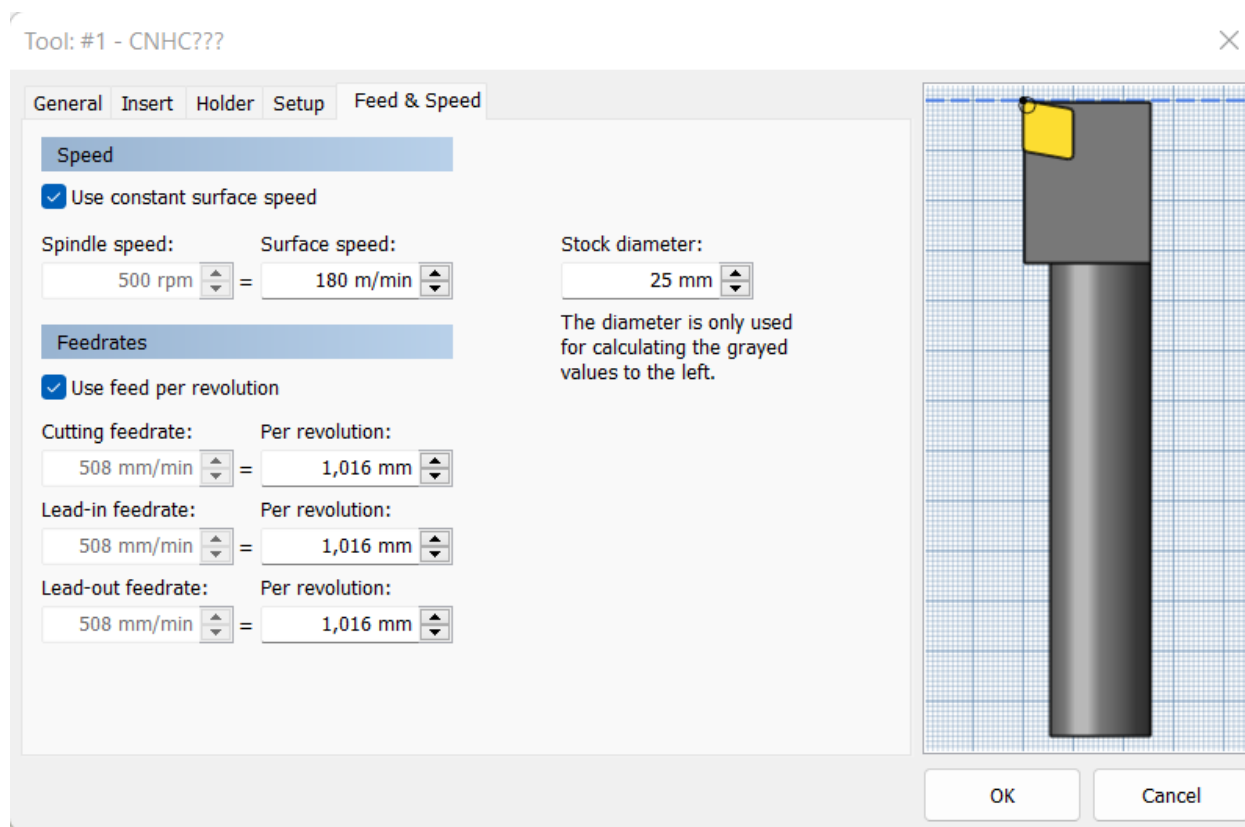 Tool: #1 - CNHC???
General Insert Holder Setup Feed & Speed
Speed
Use constant surface speed
Spindle speed: Surface speed: Stock diameter:
500 rpm = 180 m/min 25 mm
The diameter is only used
for calculating the grayed
values to the left.
Feedrates
Use feed per revolution
Cutting feedrate: Per revolution:
508 mm/min = 1,016 mm
Lead-in feedrate: Per revolution:
508 mm/min = 1,016 mm
Lead-out feedrate: Per revolution:
508 mm/min = 1,016 mm
OK Cancel